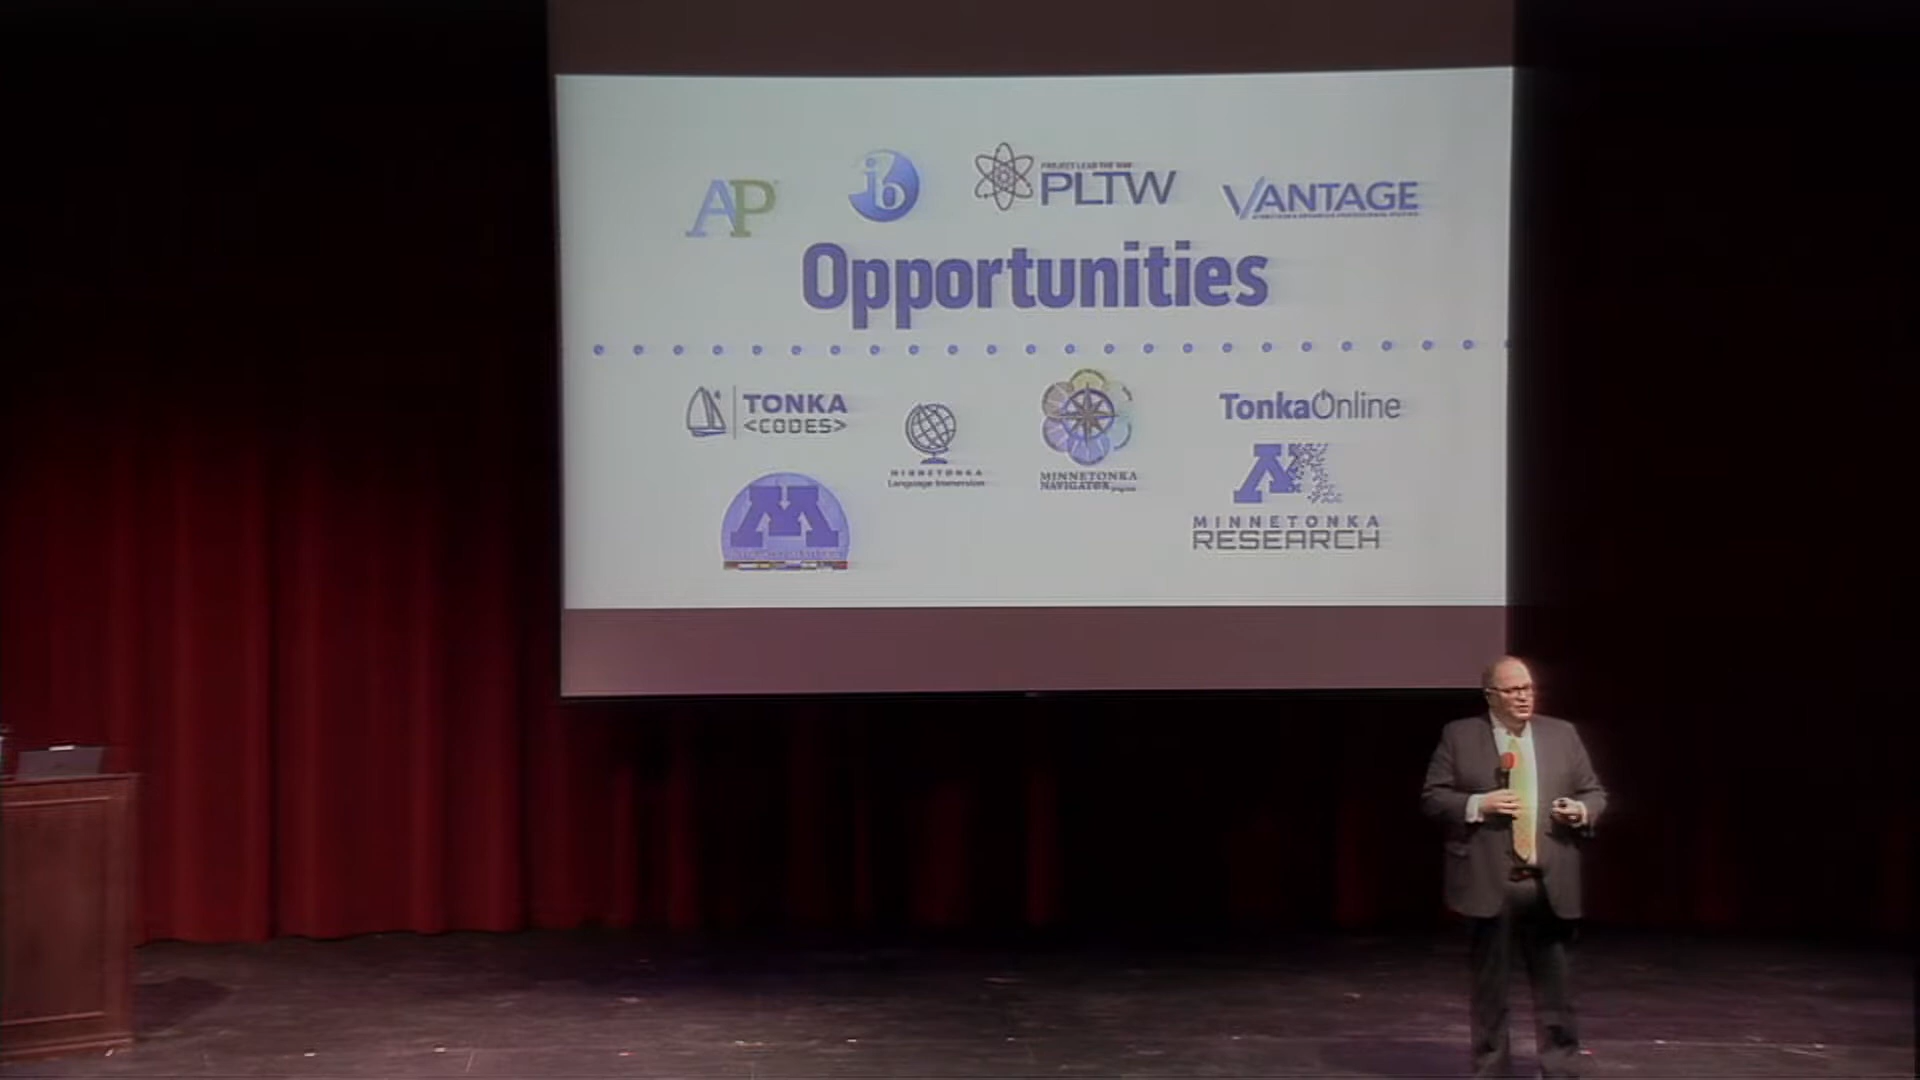 AP
ib
PROJECT LEAD THE WAY
PLTW
VANTAGE
Opportunities
TONKA
<CODES>
MINNETONKA
Language Immersion
MINNETONKA
NAVIGATOR
TonkaOnline
M
M
MINNETONKA
RESEARCH